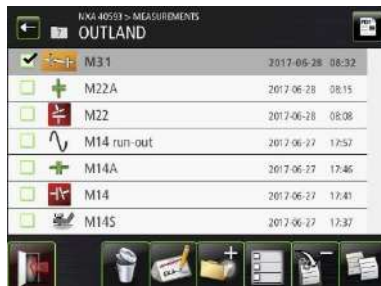 NXA 40593 > MEASUREMENTS
OUTLAND
M31 2017-06-28 08:32
M22A 2017-06-28 08:15
M22 2017-06-28 08:08
M14 run-out 2017-06-27 17:57
M14A 2017-06-27 17:46
M14 2017-06-27 17:41
M14S 2017-06-27 17:37